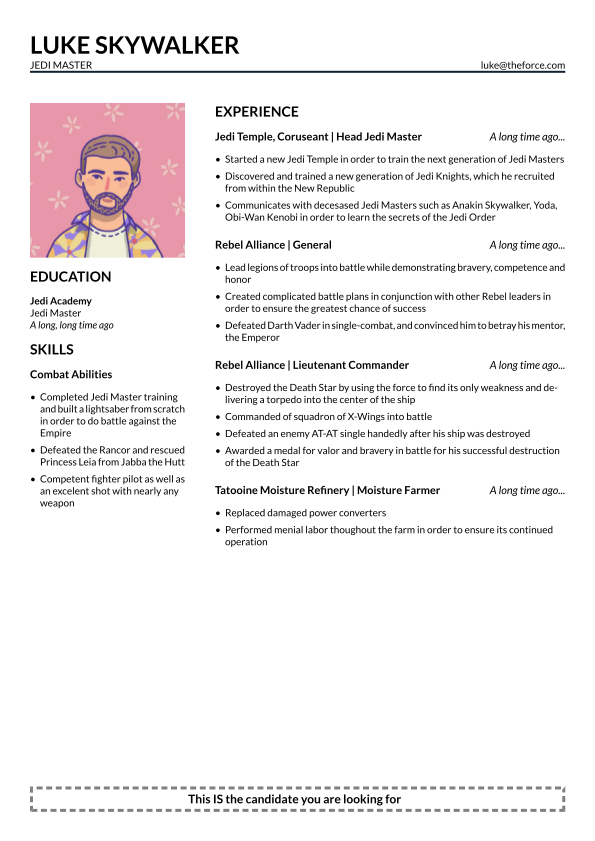 LUKE SKYWALKER
JEDI MASTER
luke@theforce.com
EDUCATION
Jedi Academy
Jedi Master
A long, long time ago
SKILLS
Combat Abilities
• Completed Jedi Master training
and built a lightsaber from scratch
in order to do battle against the
Empire
• Defeated the Rancor and rescued
Princess Leia from Jabba the Hutt
• Competent fighter pilot as well as
an excelent shot with nearly any
weapon
EXPERIENCE
Jedi Temple, Coruseant | Head Jedi Master A long time ago...
• Started a new Jedi Temple in order to train the next generation of Jedi Masters
• Discovered and trained a new generation of Jedi Knights, which he recruited
from within the New Republic
• Communicates with decesased Jedi Masters such as Anakin Skywalker, Yoda,
Obi-Wan Kenobi in order to learn the secrets of the Jedi Order
Rebel Alliance | General A long time ago...
• Lead legions of troops into battle while demonstrating bravery, competence and
honor
• Created complicated battle plans in conjunction with other Rebel leaders in
order to ensure the greatest chance of success
• Defeated Darth Vader in single-combat, and convinced him to betray his mentor,
the Emperor
Rebel Alliance | Lieutenant Commander A long time ago...
• Destroyed the Death Star by using the force to find its only weakness and de-
livering a torpedo into the center of the ship
• Commanded of squadron of X-Wings into battle
• Defeated an enemy AT-AT single handedly after his ship was destroyed
• Awarded a medal for valor and bravery in battle for his successful destruction
of the Death Star
Tatooine Moisture Refinery | Moisture Farmer A long time ago...
• Replaced damaged power converters
• Performed menial labor thoughout the farm in order to ensure its continued
operation
This IS the candidate you are looking for